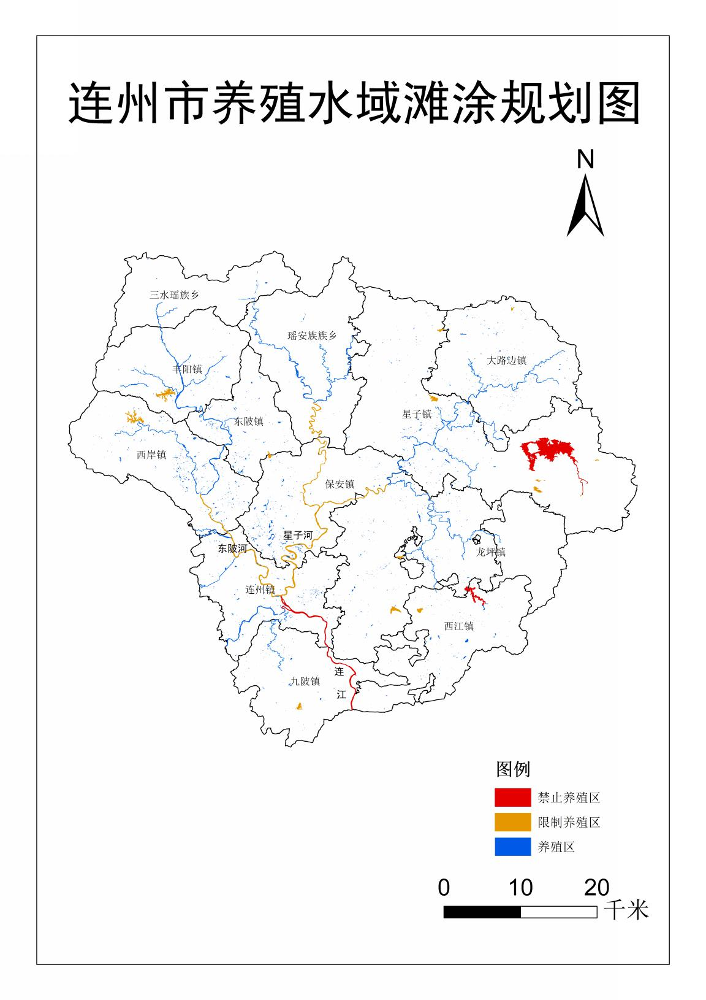 连州市养殖水域滩涂规划图
N
三水瑶族乡
瑶安族族乡
丰阳镇
大路边镇
星子镇
东陂镇
西岸镇
保安镇
星子河
东陂河
龙坪镇
连州镇
西江镇
连
九陂镇
江
图例
禁止养殖区
限制养殖区
养殖区
0 10 20
千米